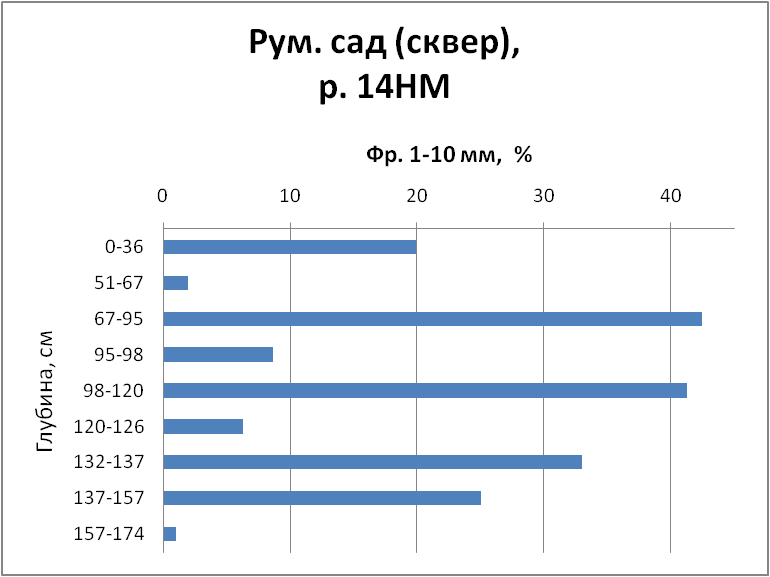 Рум. сад (сквер),
р. 14НМ
Фр. 1-10 мм, %
0 10 20 30 40
Глубина, см
0-36
51-67
67-95
95-98
98-120
120-126
132-137
137-157
157-174